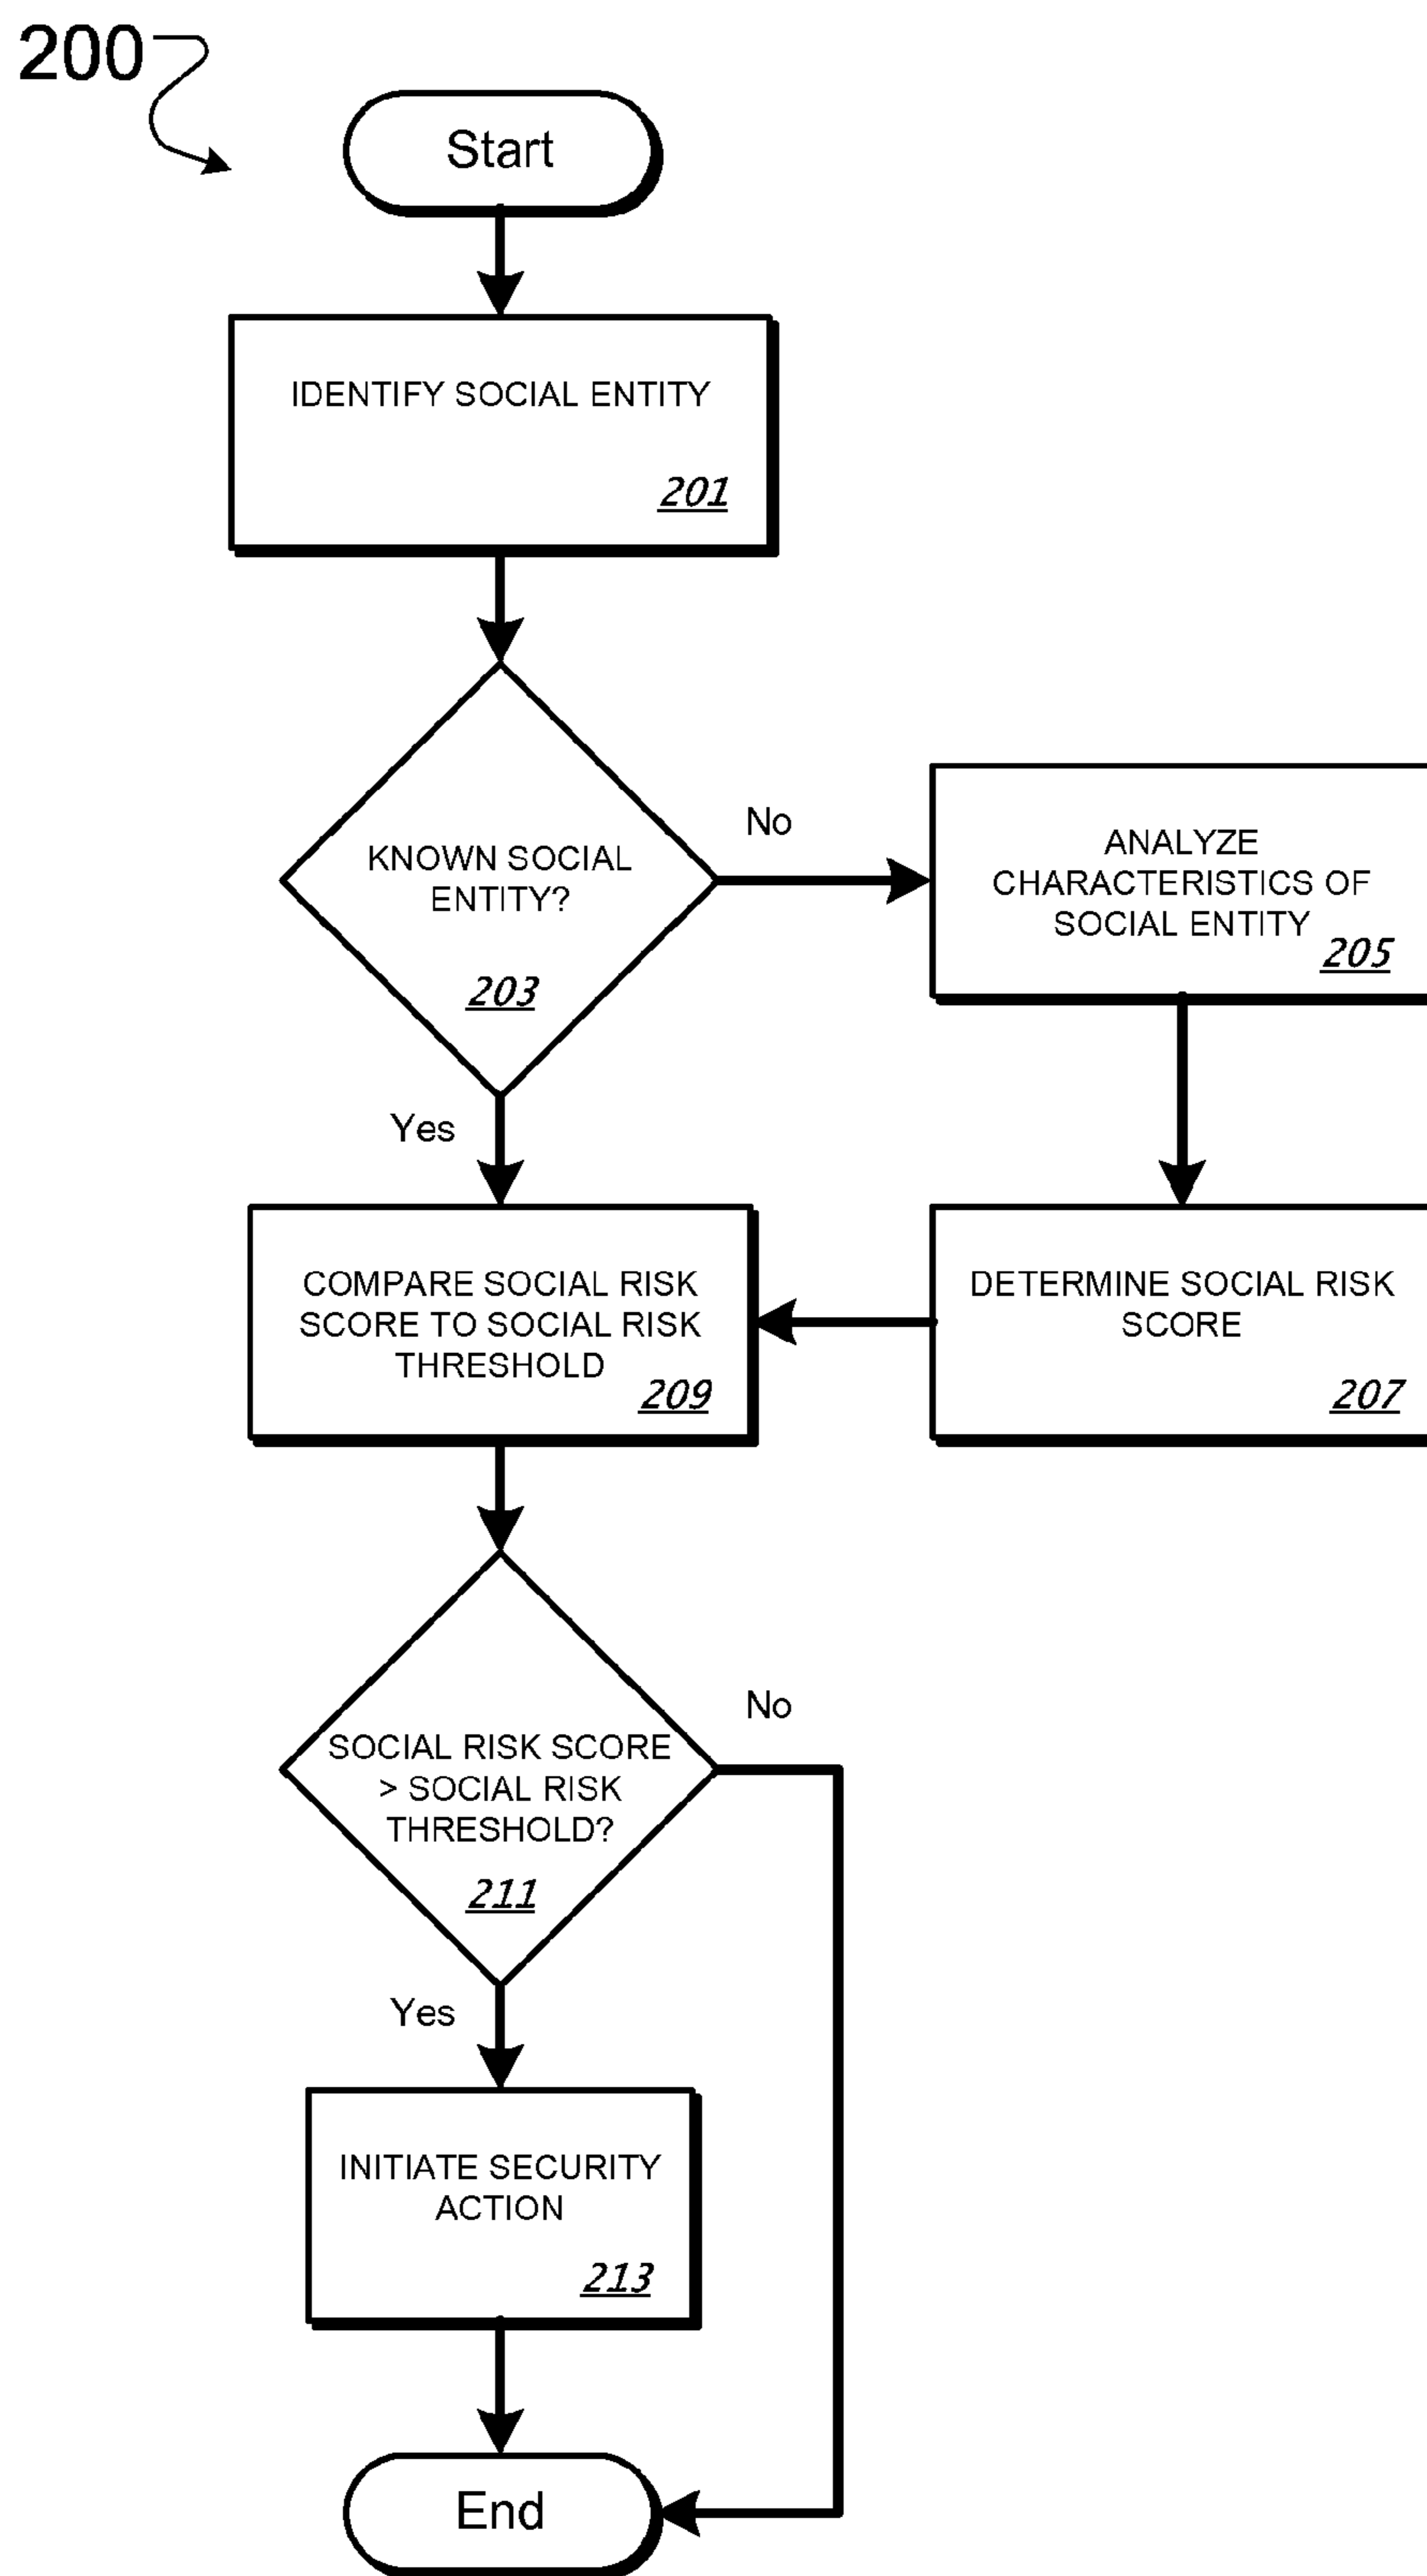 200
Start
IDENTIFY SOCIAL ENTITY
201
KNOWN SOCIAL
ENTITY?
203
No
ANALYZE
CHARACTERISTICS OF
SOCIAL ENTITY
205
Yes
COMPARE SOCIAL RISK
SCORE TO SOCIAL RISK
THRESHOLD
209
DETERMINE SOCIAL RISK
SCORE
207
SOCIAL RISK SCORE
> SOCIAL RISK
THRESHOLD?
211
No
Yes
INITIATE SECURITY
ACTION
213
End